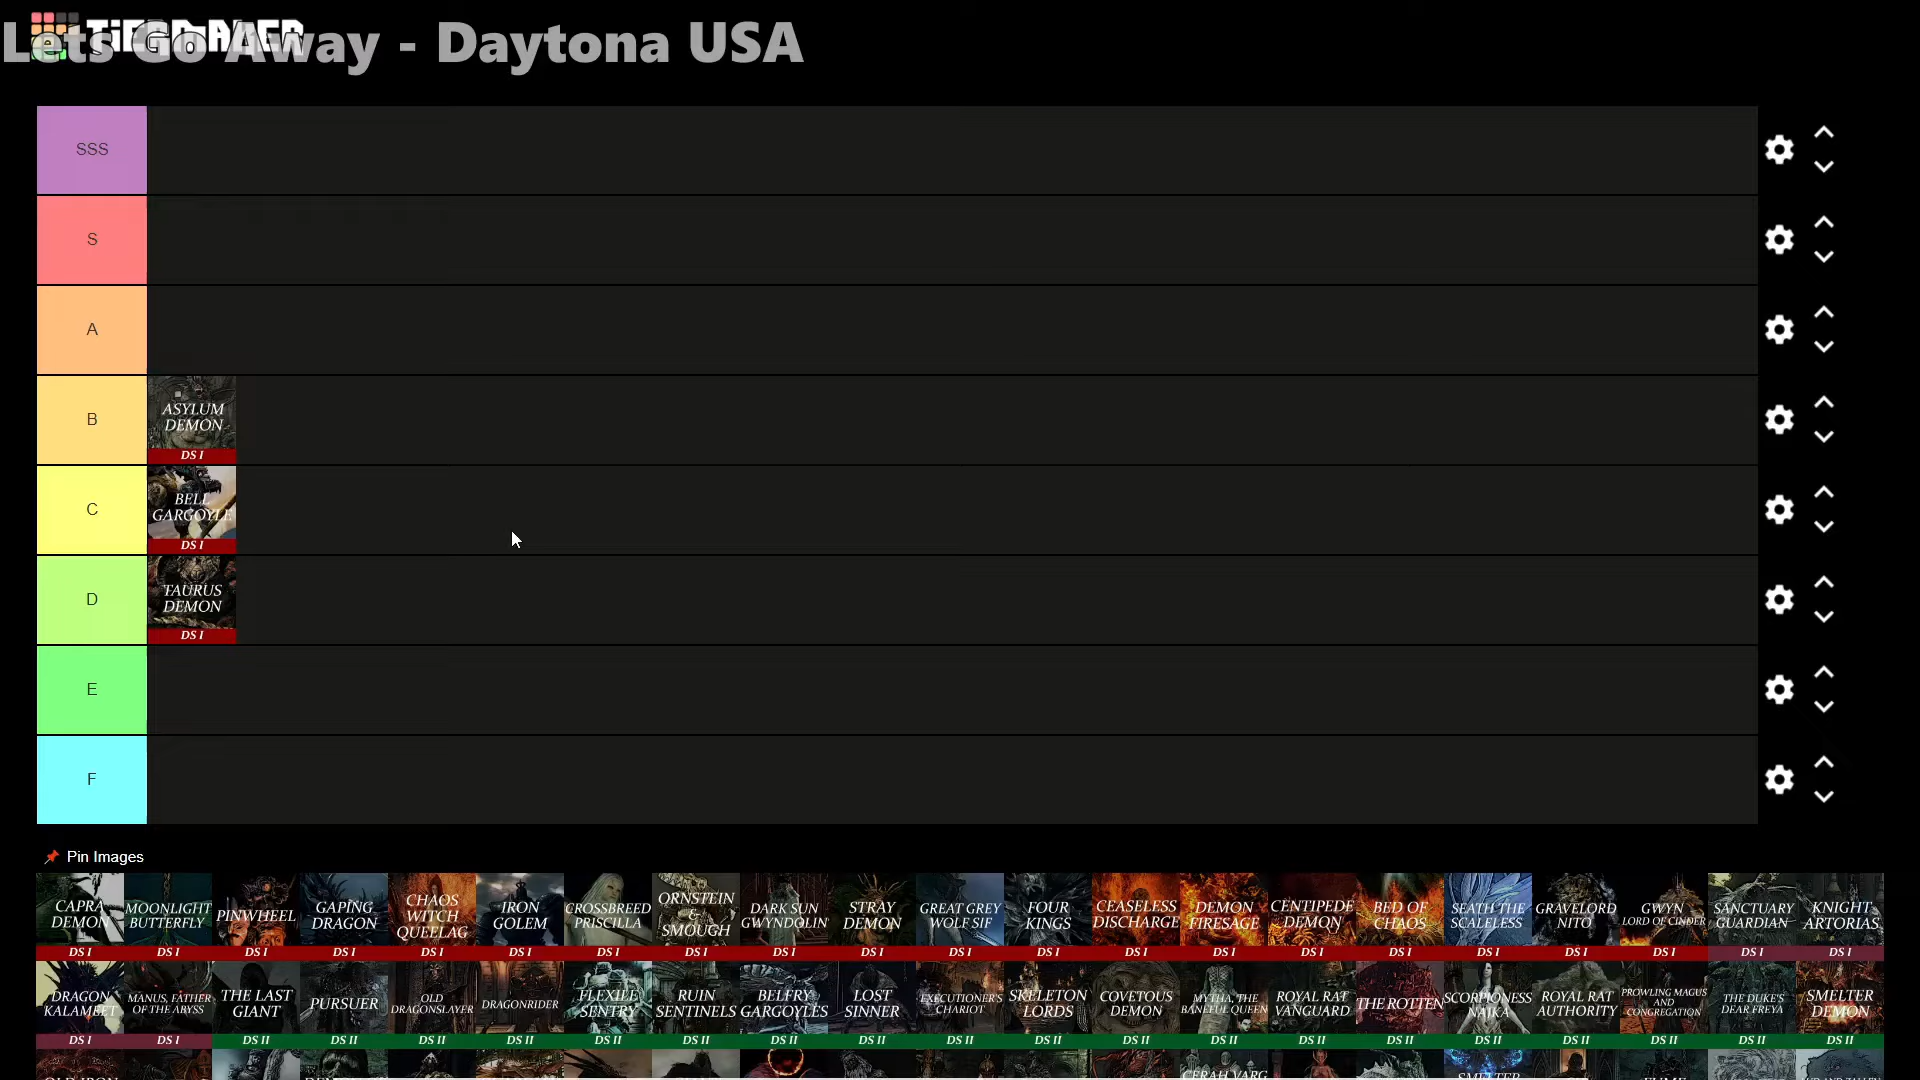 TiERMAKER
Lets Go Away - Daytona USA
SSS
S
A
B
ASYLUM
DEMON
DS I
C
BELL
GARGOYLE
DS I
D
TAURUS
DEMON
DS I
E
F
Pin Images
CAPRA
DEMON
DS I
MOONLIGHT
BUTTERFLY
DS I
PINWHEEL
DS I
GAPING
DRAGON
DS I
CHAOS
WITCH
QUEELAG
DS I
IRON
GOLEM
DS I
CROSSBREED
PRISCILLA
DS I
ORNSTEIN
&
SMOUGH
DS I
DARK SUN
GWYNDOLIN
DS I
STRAY
DEMON
DS I
GREAT GREY
WOLF SIF
DS I
FOUR
KINGS
DS I
CEASELESS
DISCHARGE
DS I
DEMON
FIRESAGE
DS I
CENTIPEDE
DEMON
DS I
BED OF
CHAOS
DS I
SEATH THE
SCALELESS
DS I
GRAVELORD
NITO
DS I
GWYN
LORD OF CINDER
DS I
SANCTUARY
GUARDIAN
DS I
KNIGHT
ARTORIAS
DS I
DRAGON
KALAMEET
DS I
MANUS, FATHER
OF THE ABYSS
DS I
THE LAST
GIANT
DS II
PURSUER
DS II
OLD
DRAGONSLAYER
DS II
DRAGONRIDER
DS II
FLEXILE
SENTRY
DS II
RUIN
SENTINELS
DS II
BELFRY
GARGOYLES
DS II
LOST
SINNER
DS II
EXECUTIONER'S
CHARIOT
DS II
SKELETON
LORDS
DS II
COVETOUS
DEMON
DS II
MYTHA, THE
BANEFUL QUEEN
DS II
ROYAL RAT
VANGUARD
DS II
THE ROTTEN
DS II
SCORPIONESS
NAJKA
DS II
ROYAL RAT
AUTHORITY
DS II
PROWLING MAGUS
AND
CONGREGATION
DS II
THE DUKE'S
DEAR FREYA
DS II
SMELTER
DEMON
DS II
OLD IRON
SMELTER